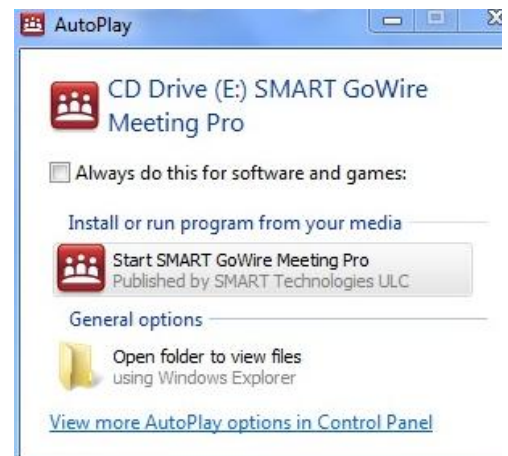 AutoPlay
CD Drive (E:) SMART GoWire
Meeting Pro
Always do this for software and games:
Install or run program from your media
Start SMART GoWire Meeting Pro
Published by SMART Technologies ULC
General options
Open folder to view files
using Windows Explorer
View more AutoPlay options in Control Panel